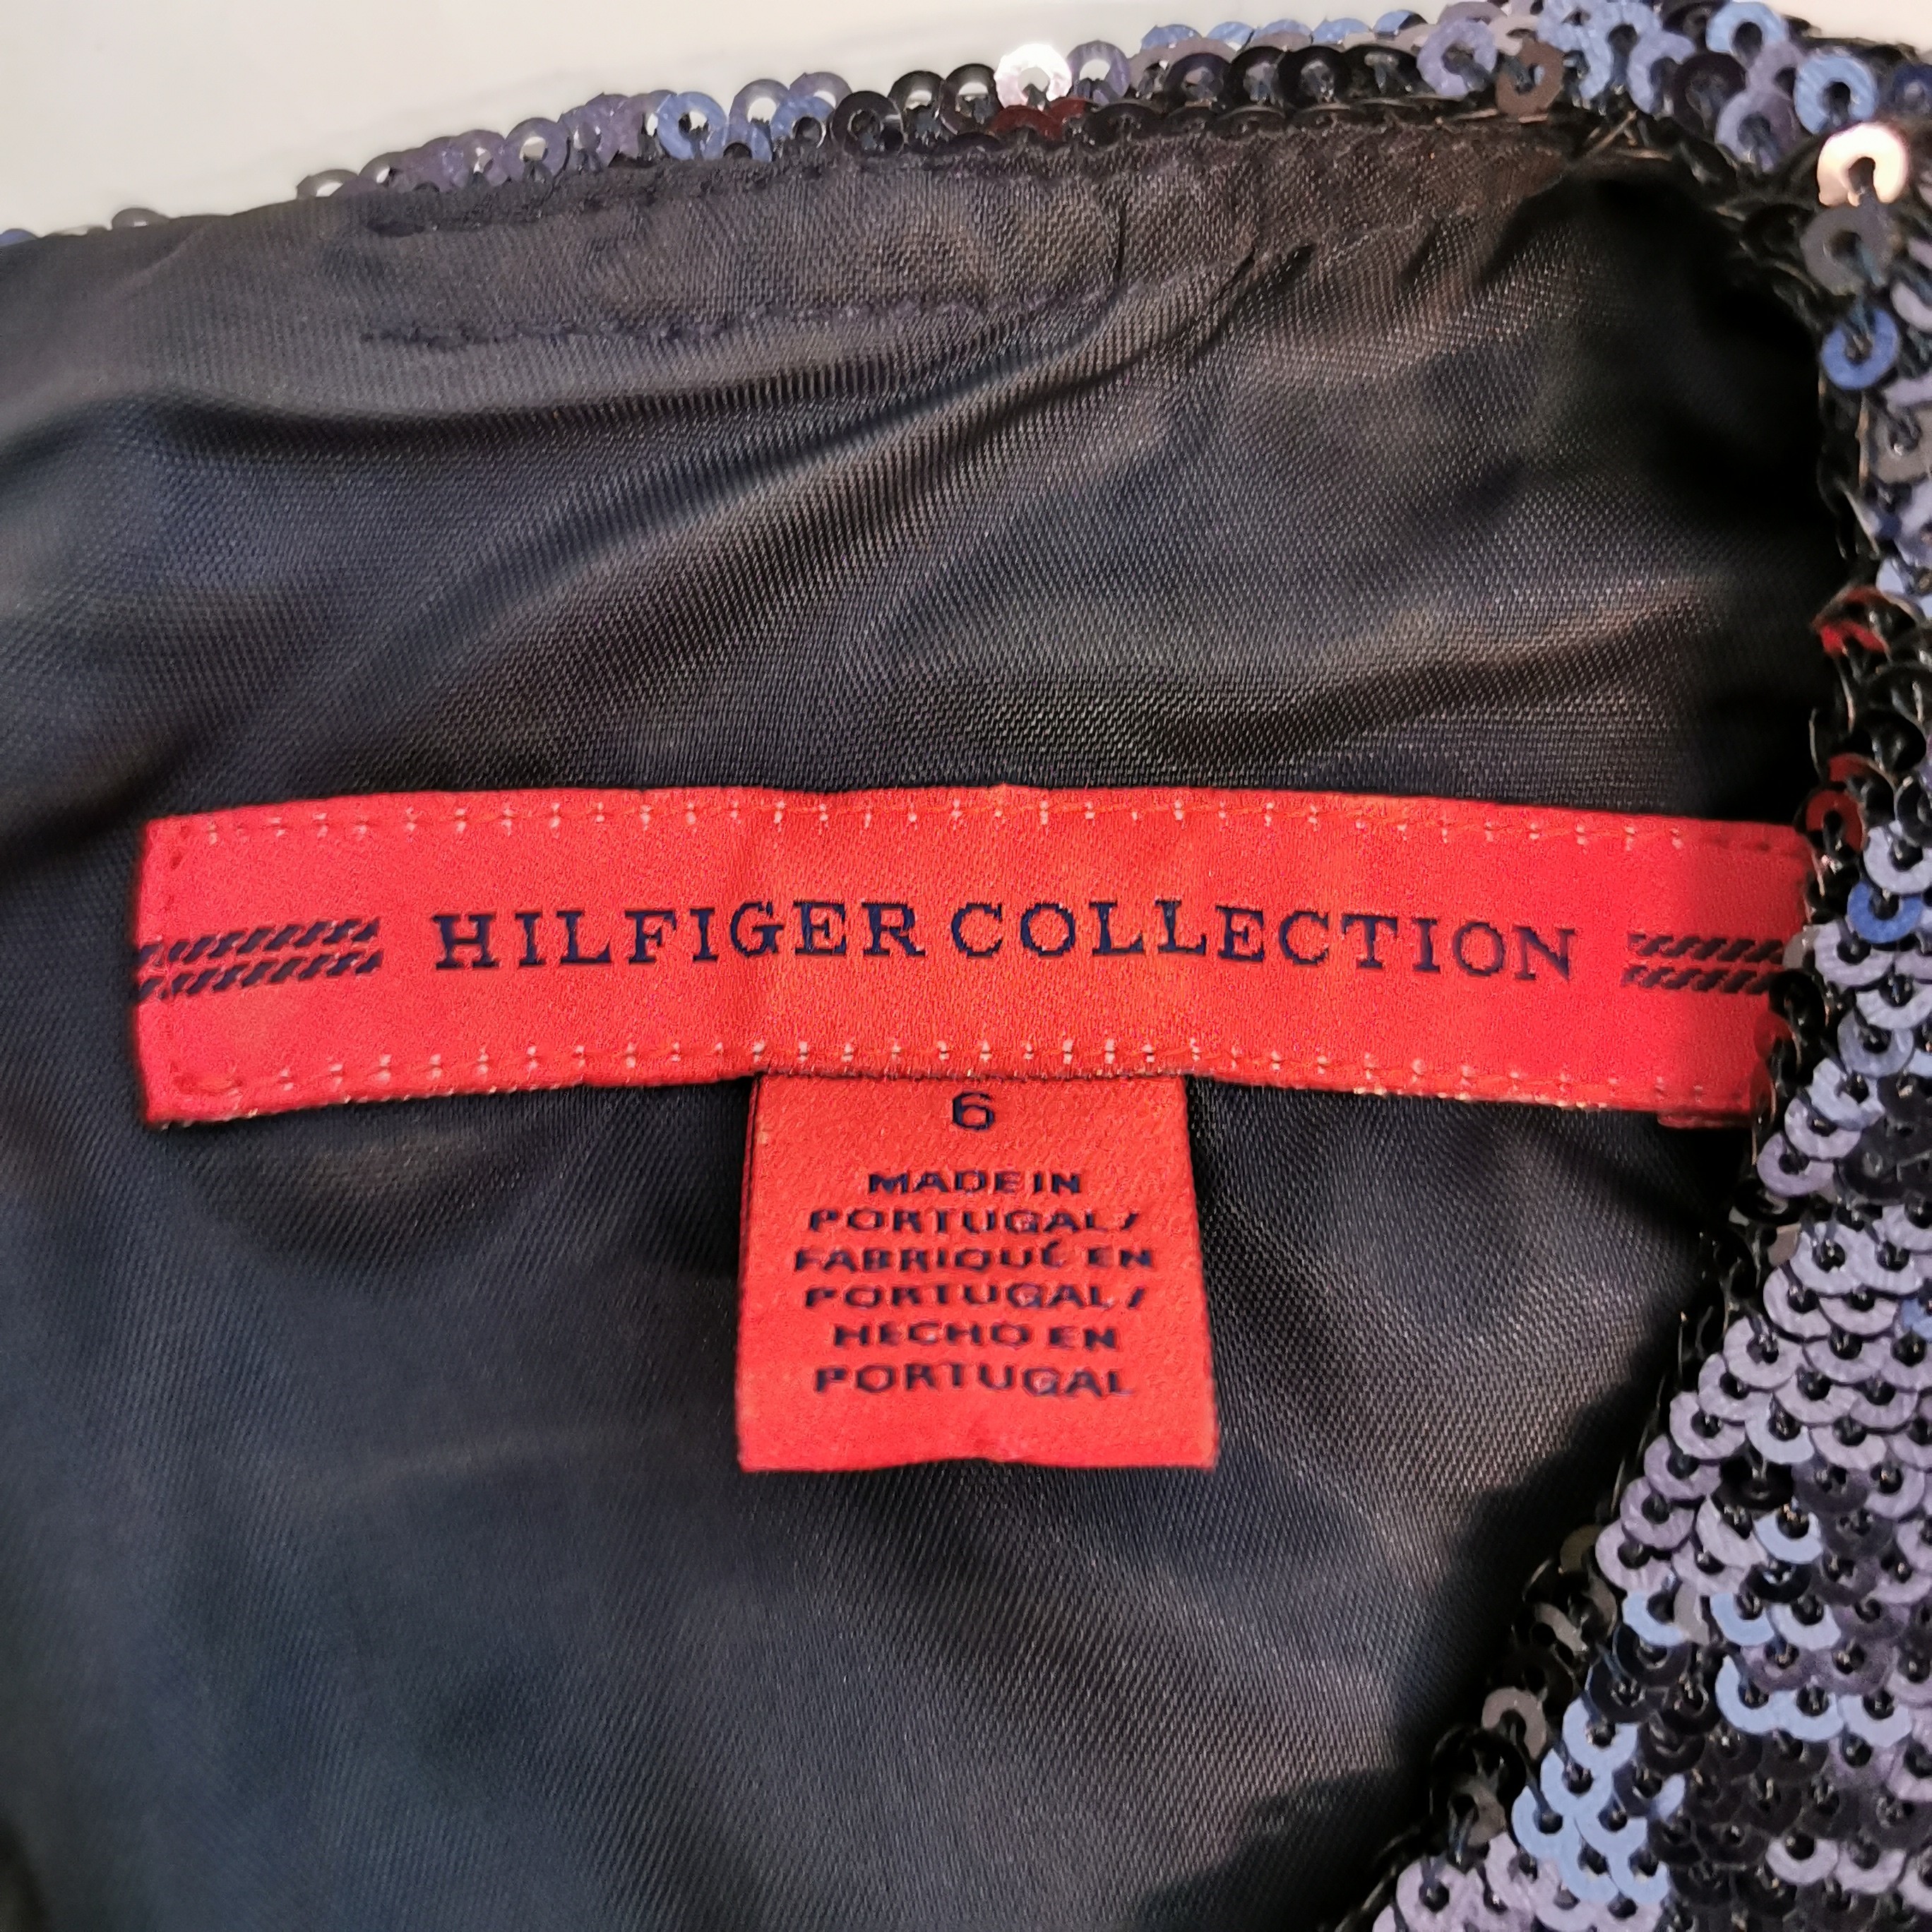 HILFIGER COLLECTION
6
MADE IN
PORTUGAL/
FABRIQUÉ EN
PORTUGAL/
HECHO EN
PORTUGAL